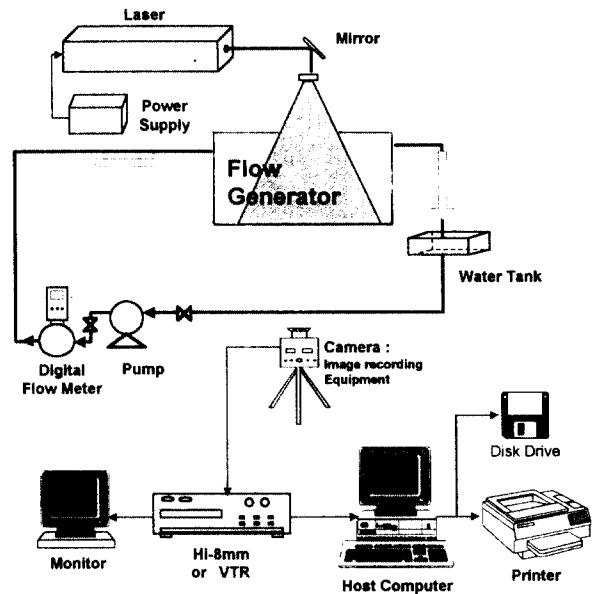 Laser
Mirror
Power
Supply
Flow
Generator
Water Tank
Digital
Flow Meter
Pump
Camera :
Image recording
Equipment
Disk Drive
Monitor
Hi-8mm
or VTR
Host Computer
Printer